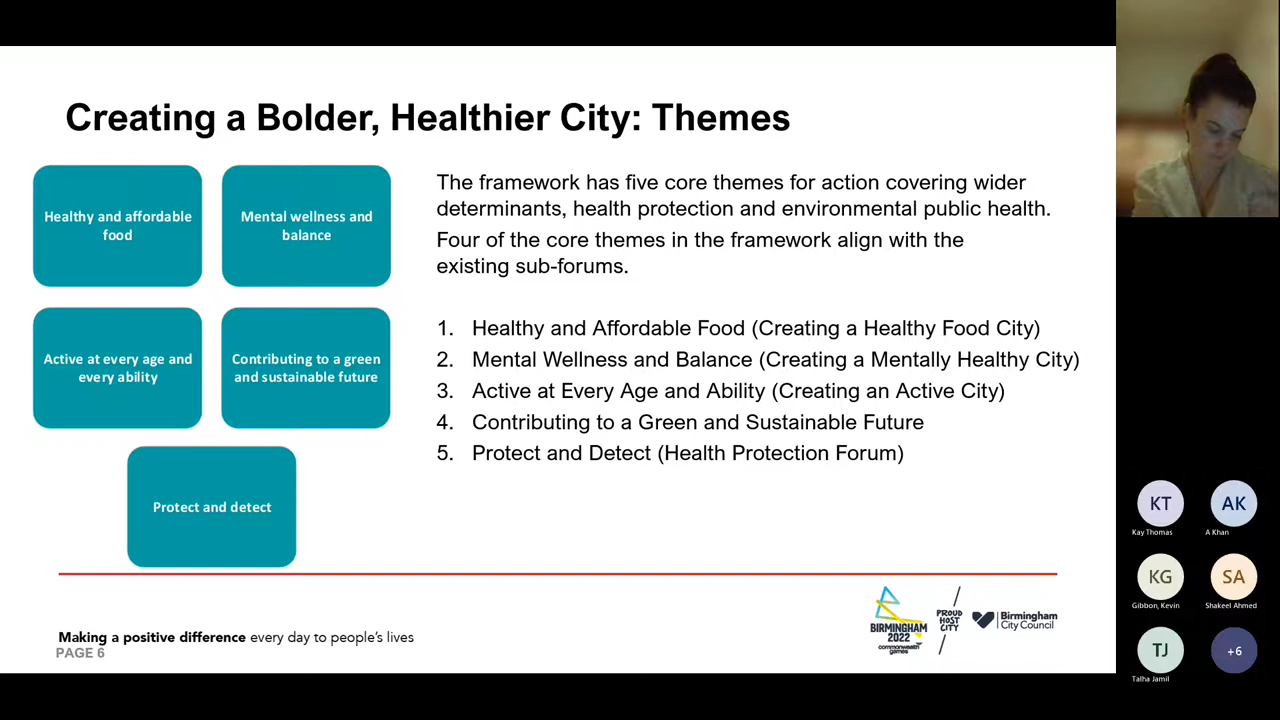 Creating a Bolder, Healthier City: Themes
Healthy and affordable
food
Mental wellness and
balance
Active at every age and
every ability
Contributing to a green
and sustainable future
Protect and detect
The framework has five core themes for action covering wider
determinants, health protection and environmental public health.
Four of the core themes in the framework align with the
existing sub-forums.
1. Healthy and Affordable Food (Creating a Healthy Food City)
2. Mental Wellness and Balance (Creating a Mentally Healthy City)
3. Active at Every Age and Ability (Creating an Active City)
4. Contributing to a Green and Sustainable Future
5. Protect and Detect (Health Protection Forum)
Making a positive difference every day to people's lives
PAGE 6
BIRMINGHAM
2022
commonwealth
games
PROUD
HOST
CITY
Birmingham
City Council
KT
Kay Thomas
AK
A Khan
KG
Gibbon, Kevin
SA
Shakeel Ahmed
TJ
Talha Jamil
+6